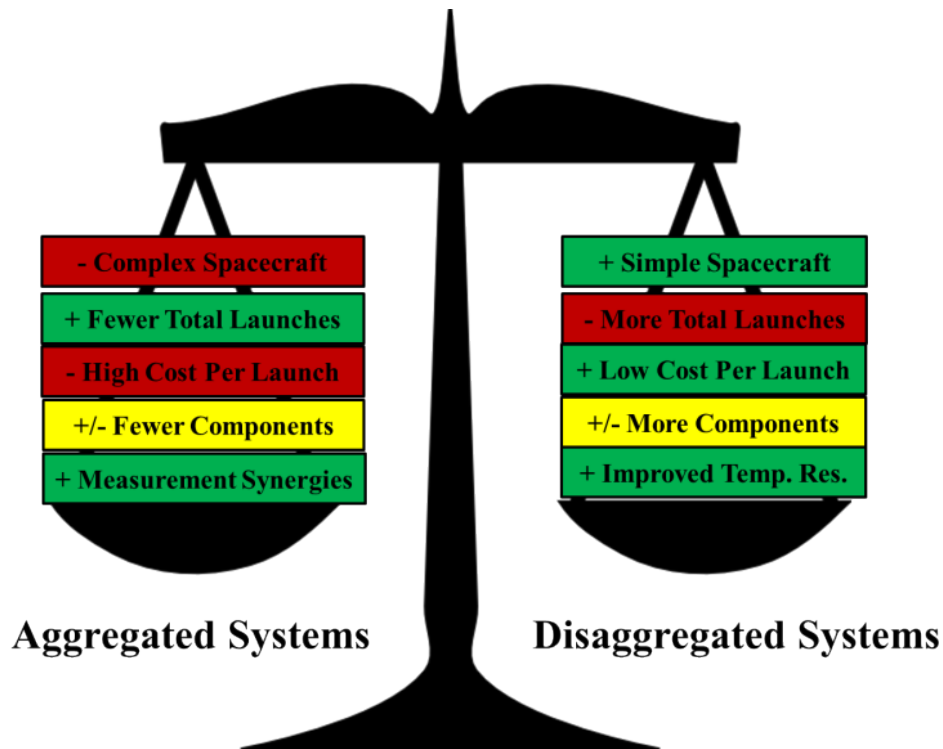 - Complex Spacecraft
+ Fewer Total Launches
- High Cost Per Launch
+/- Fewer Components
+ Measurement Synergies
Aggregated Systems
+ Simple Spacecraft
- More Total Launches
+ Low Cost Per Launch
+/- More Components
+ Improved Temp. Res.
Disaggregated Systems